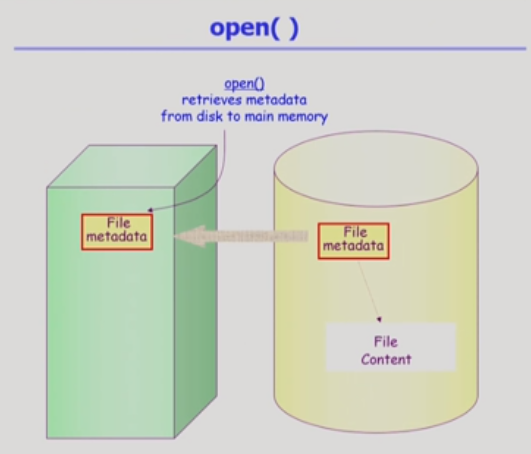 open( )
open()
retrieves metadata
from disk to main memory
File
metadata
File
metadata
File
Content